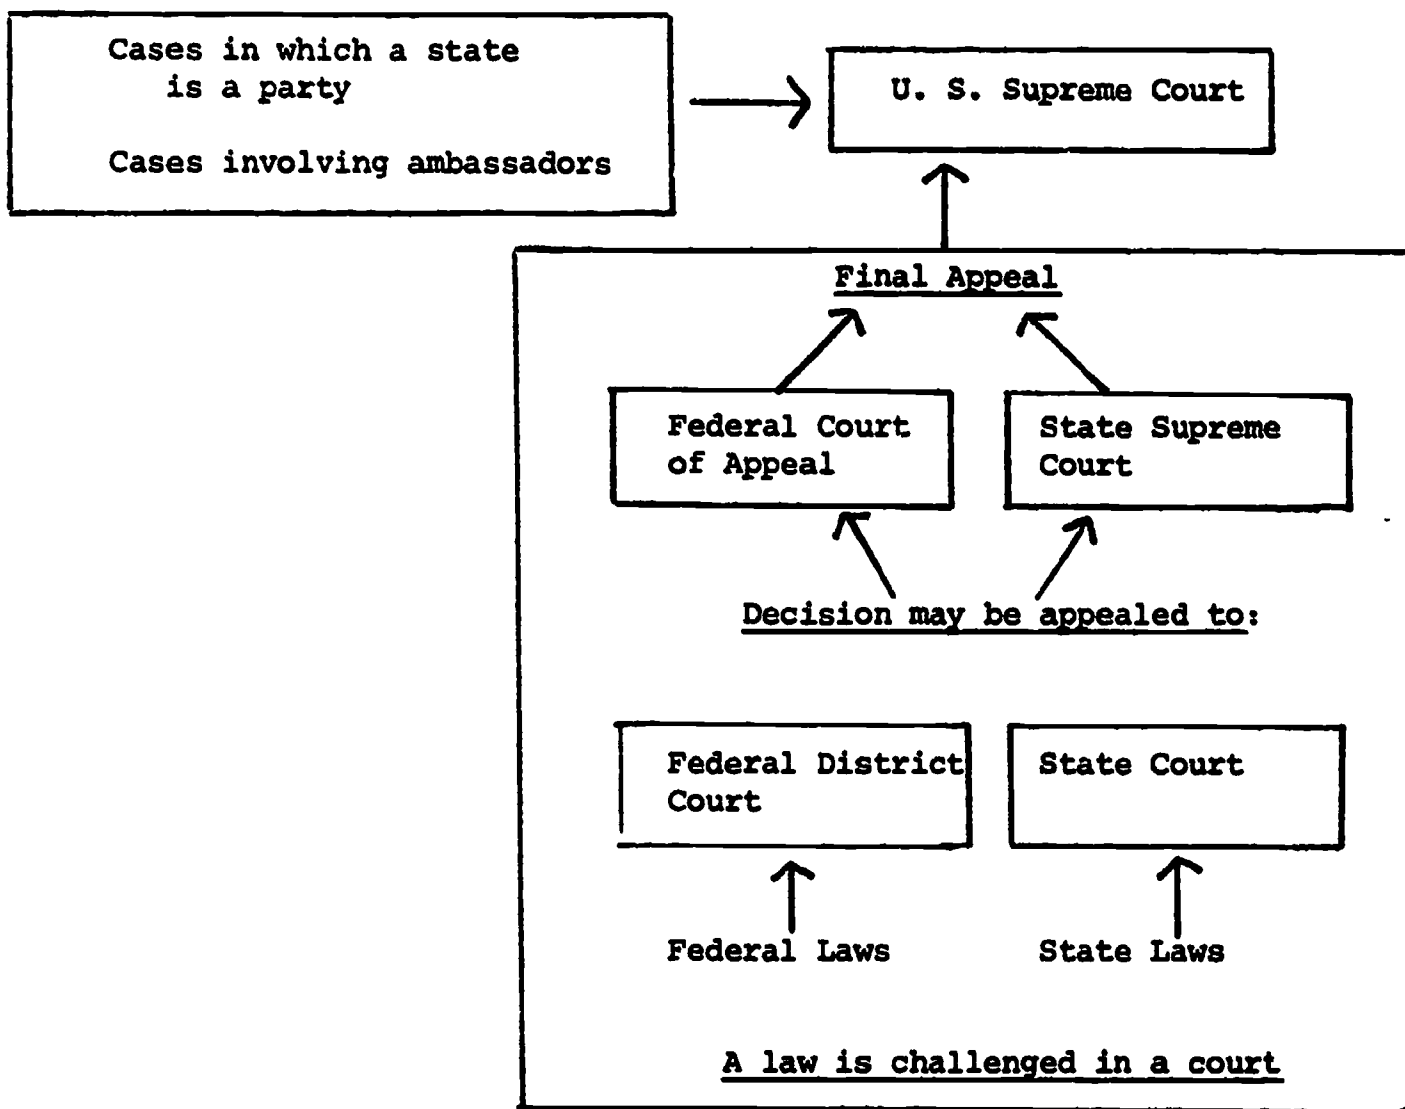 Cases in which a state
is a party
Cases involving ambassadors
U. S. Supreme Court
Final Appeal
Federal Court
of Appeal
State Supreme
Court
Decision may be appealed to:
Federal District
Court
State Court
Federal Laws
State Laws
A law is challenged in a court